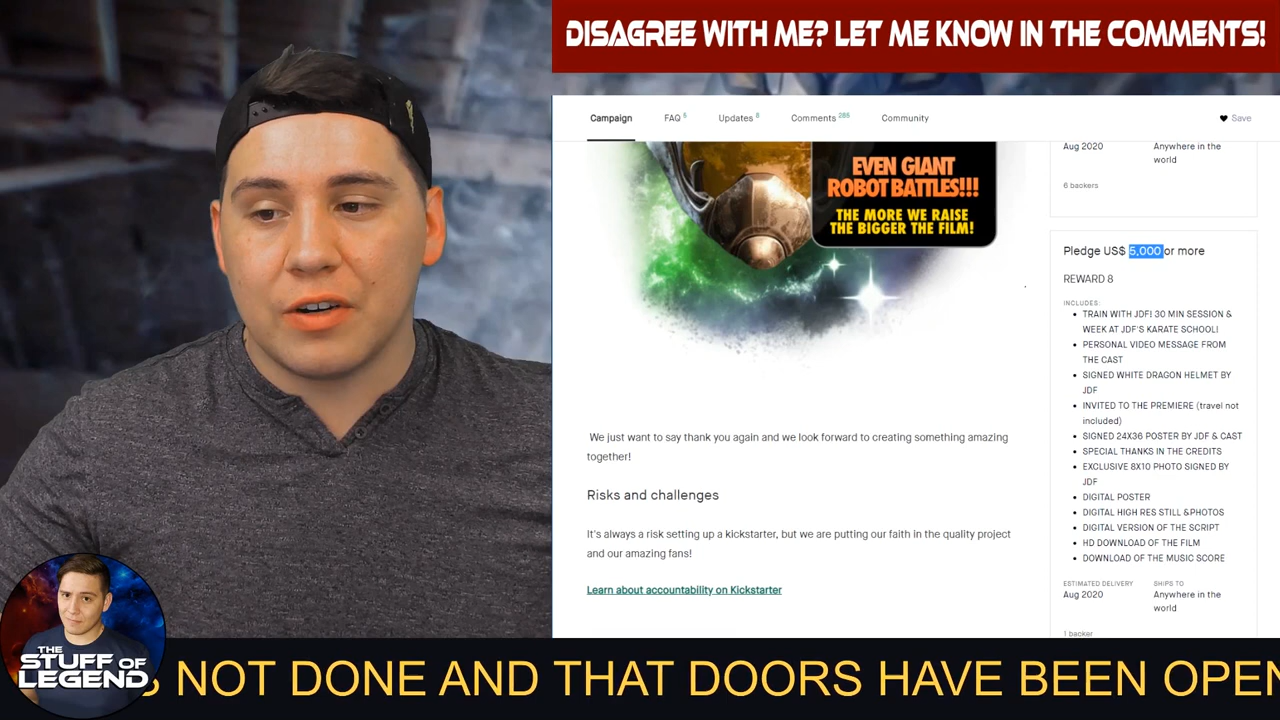 DISAGREE WITH ME? LET ME KNOW IN THE COMMENTS!
Campaign
FAQ 5
Updates 8
Comments 286
Community
Save
EVEN GIANT
ROBOT BATTLES!!!
THE MORE WE RAISE
THE BIGGER THE FILM!
We just want to say thank you again and we look forward to creating something amazing
together!
Risks and challenges
It's always a risk setting up a kickstarter, but we are putting our faith in the quality project
and our amazing fans!
Learn about accountability on Kickstarter
Aug 2020
Anywhere in the
world
6 backers
Pledge US$ 5,000 or more
REWARD 8
INCLUDES:
• TRAIN WITH JDF! 30 MIN SESSION &
WEEK AT JDF'S KARATE SCHOOL!
• PERSONAL VIDEO MESSAGE FROM
THE CAST
• SIGNED WHITE DRAGON HELMET BY
JDF
• INVITED TO THE PREMIERE (travel not
included)
• SIGNED 24X36 POSTER BY JDF & CAST
• SPECIAL THANKS IN THE CREDITS
• EXCLUSIVE 8X10 PHOTO SIGNED BY
JDF
• DIGITAL POSTER
• DIGITAL HIGH RES STILL &PHOTOS
• DIGITAL VERSION OF THE SCRIPT
• HD DOWNLOAD OF THE FILM
• DOWNLOAD OF THE MUSIC SCORE
ESTIMATED DELIVERY
Aug 2020
SHIPS TO
Anywhere in the
world
1 backer
THE
STUFF OF
LEGEND
NOT DONE AND THAT DOORS HAVE BEEN OPEN